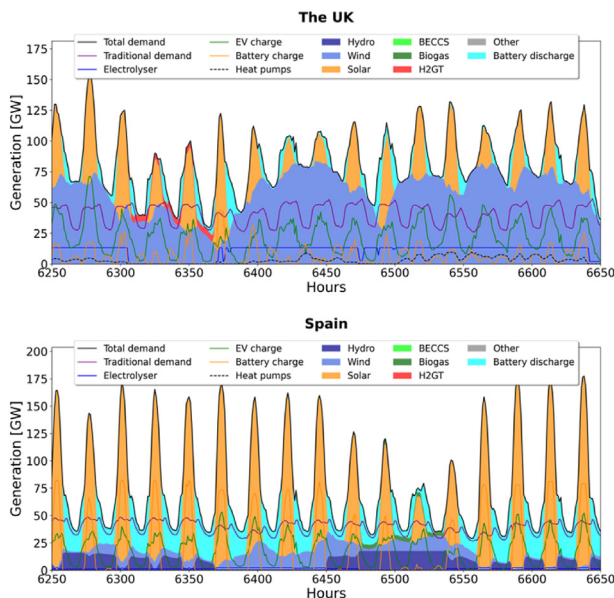 The UK
Total demand EV charge Hydro BECCS Other
Traditional demand Battery charge Wind Biogas Battery discharge
Electrolyser Heat pumps Solar H2GT
Generation [GW]
175
150
125
100
75
50
25
0
6250 6300 6350 6400 6450 6500 6550 6600 6650
Hours
Spain
Total demand EV charge Hydro BECCS Other
Traditional demand Battery charge Wind Biogas Battery discharge
Electrolyser Heat pumps Solar H2GT
Generation [GW]
200
175
150
125
100
75
50
25
0
6250 6300 6350 6400 6450 6500 6550 6600 6650
Hours